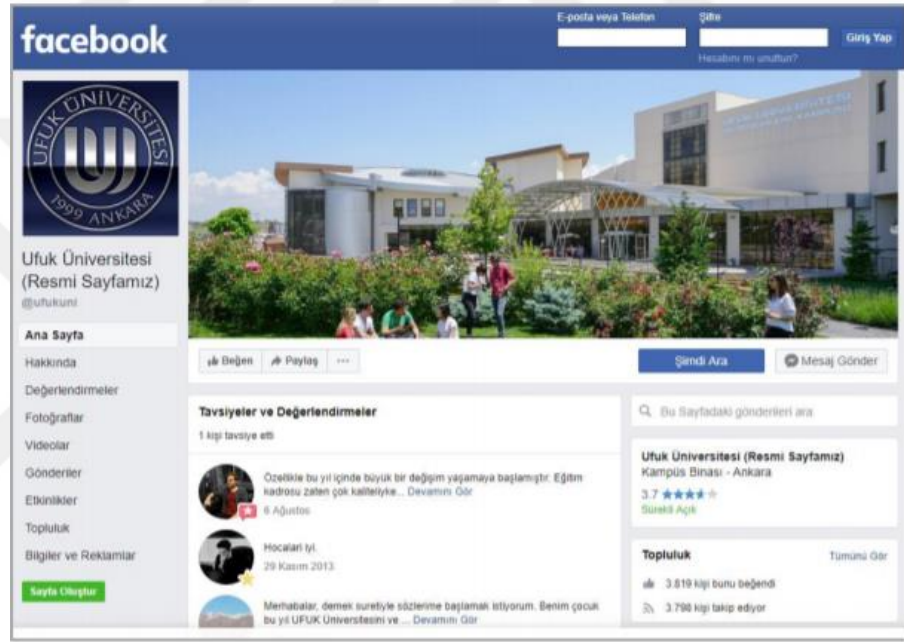 facebook
E-posta veya Telefon
Şifre
Giriş Yap
Hesabını mı unuttun?
UFUK ÜNİVERSİTESİ
1999 ANKARA
Ufuk Üniversitesi
(Resmi Sayfamız)
@ufukuni
Ana Sayfa
Hakkında
Değerlendirmeler
Fotoğraflar
Videolar
Gönderiler
Etkinlikler
Topluluk
Bilgiler ve Reklamlar
Sayfa Oluştur
Beğen
Paylaş
...
Şimdi Ara
Mesaj Gönder
Tavsiyeler ve Değerlendirmeler
1 kişi tavsiye etti
Özellikle bu yıl içinde büyük bir değişim yaşamaya başlamıştır. Eğitim
kadrosu zaten çok kaliteliyke... Devamını Gör
6 Ağustos
Hocalari iyi.
29 Kasım 2013
Merhabalar, demek suretiyle sözlerime başlamak istiyorum. Benim çocuk
bu yıl UFUK Üniversitesini ve ... Devamını Gör
Bu Sayfadaki gönderileri ara
Ufuk Üniversitesi (Resmi Sayfamız)
Kampüs Binası - Ankara
3.7
Sürekli Açık
Topluluk
Tümünü Gör
3.819 kişi bunu beğendi
3.798 kişi takip ediyor